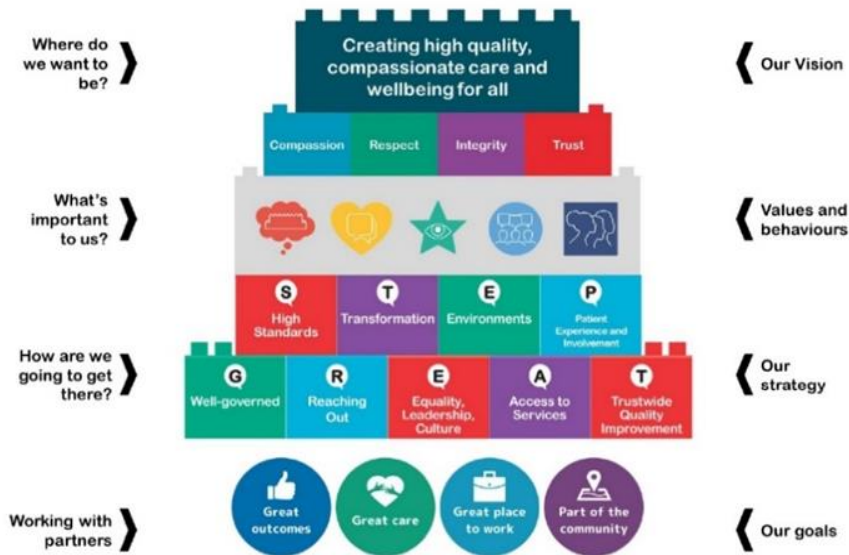 Where do
we want to
be?
Creating high quality,
compassionate care and
wellbeing for all
Our Vision
Compassion
Respect
Integrity
Trust
What's
important
to us?
Values and
behaviours
S
High
Standards
T
Transformation
E
Environments
P
Patient
Experience and
Involvement
How are we
going to get
there?
Our
strategy
G
Well-governed
R
Reaching
Out
E
Equality,
Leadership,
Culture
A
Access to
Services
T
Trustwide
Quality
Improvement
Working with
partners
Great
outcomes
Great care
Great place
to work
Part of the
community
Our goals